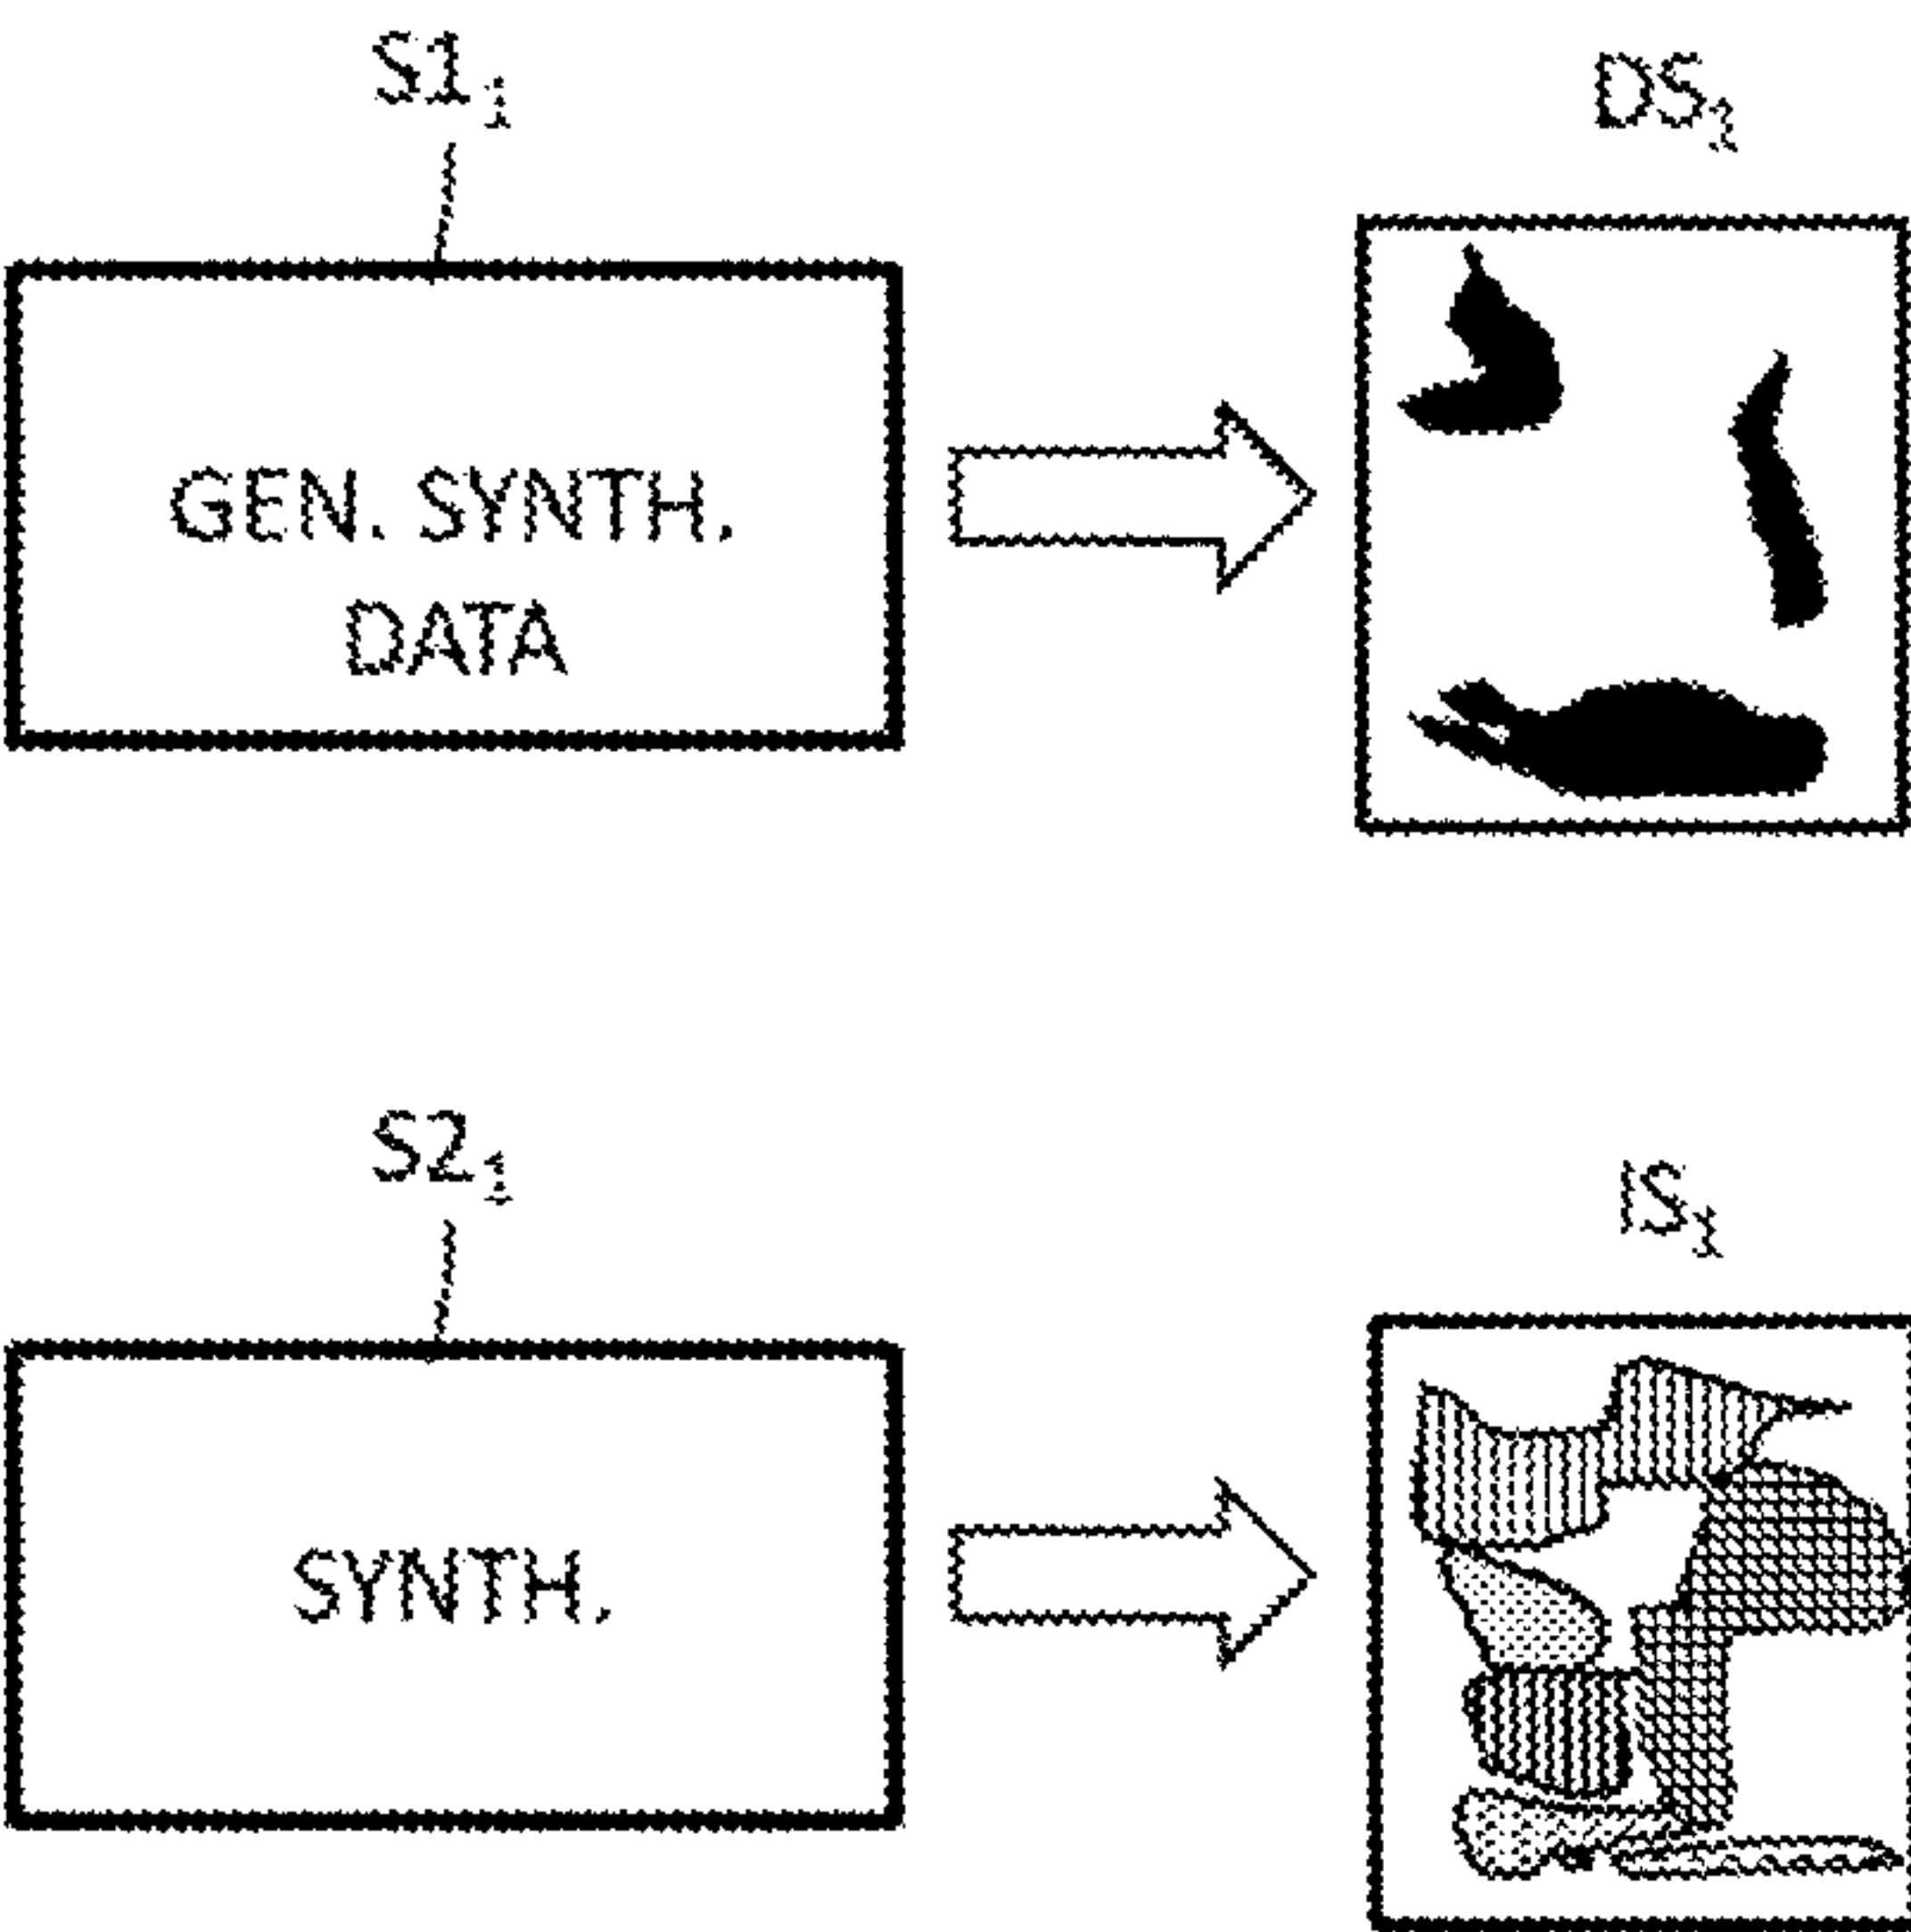 S1₁
DS₁
GEN. SYNTH.
DATA
S2₁
IS₁
SYNTH.